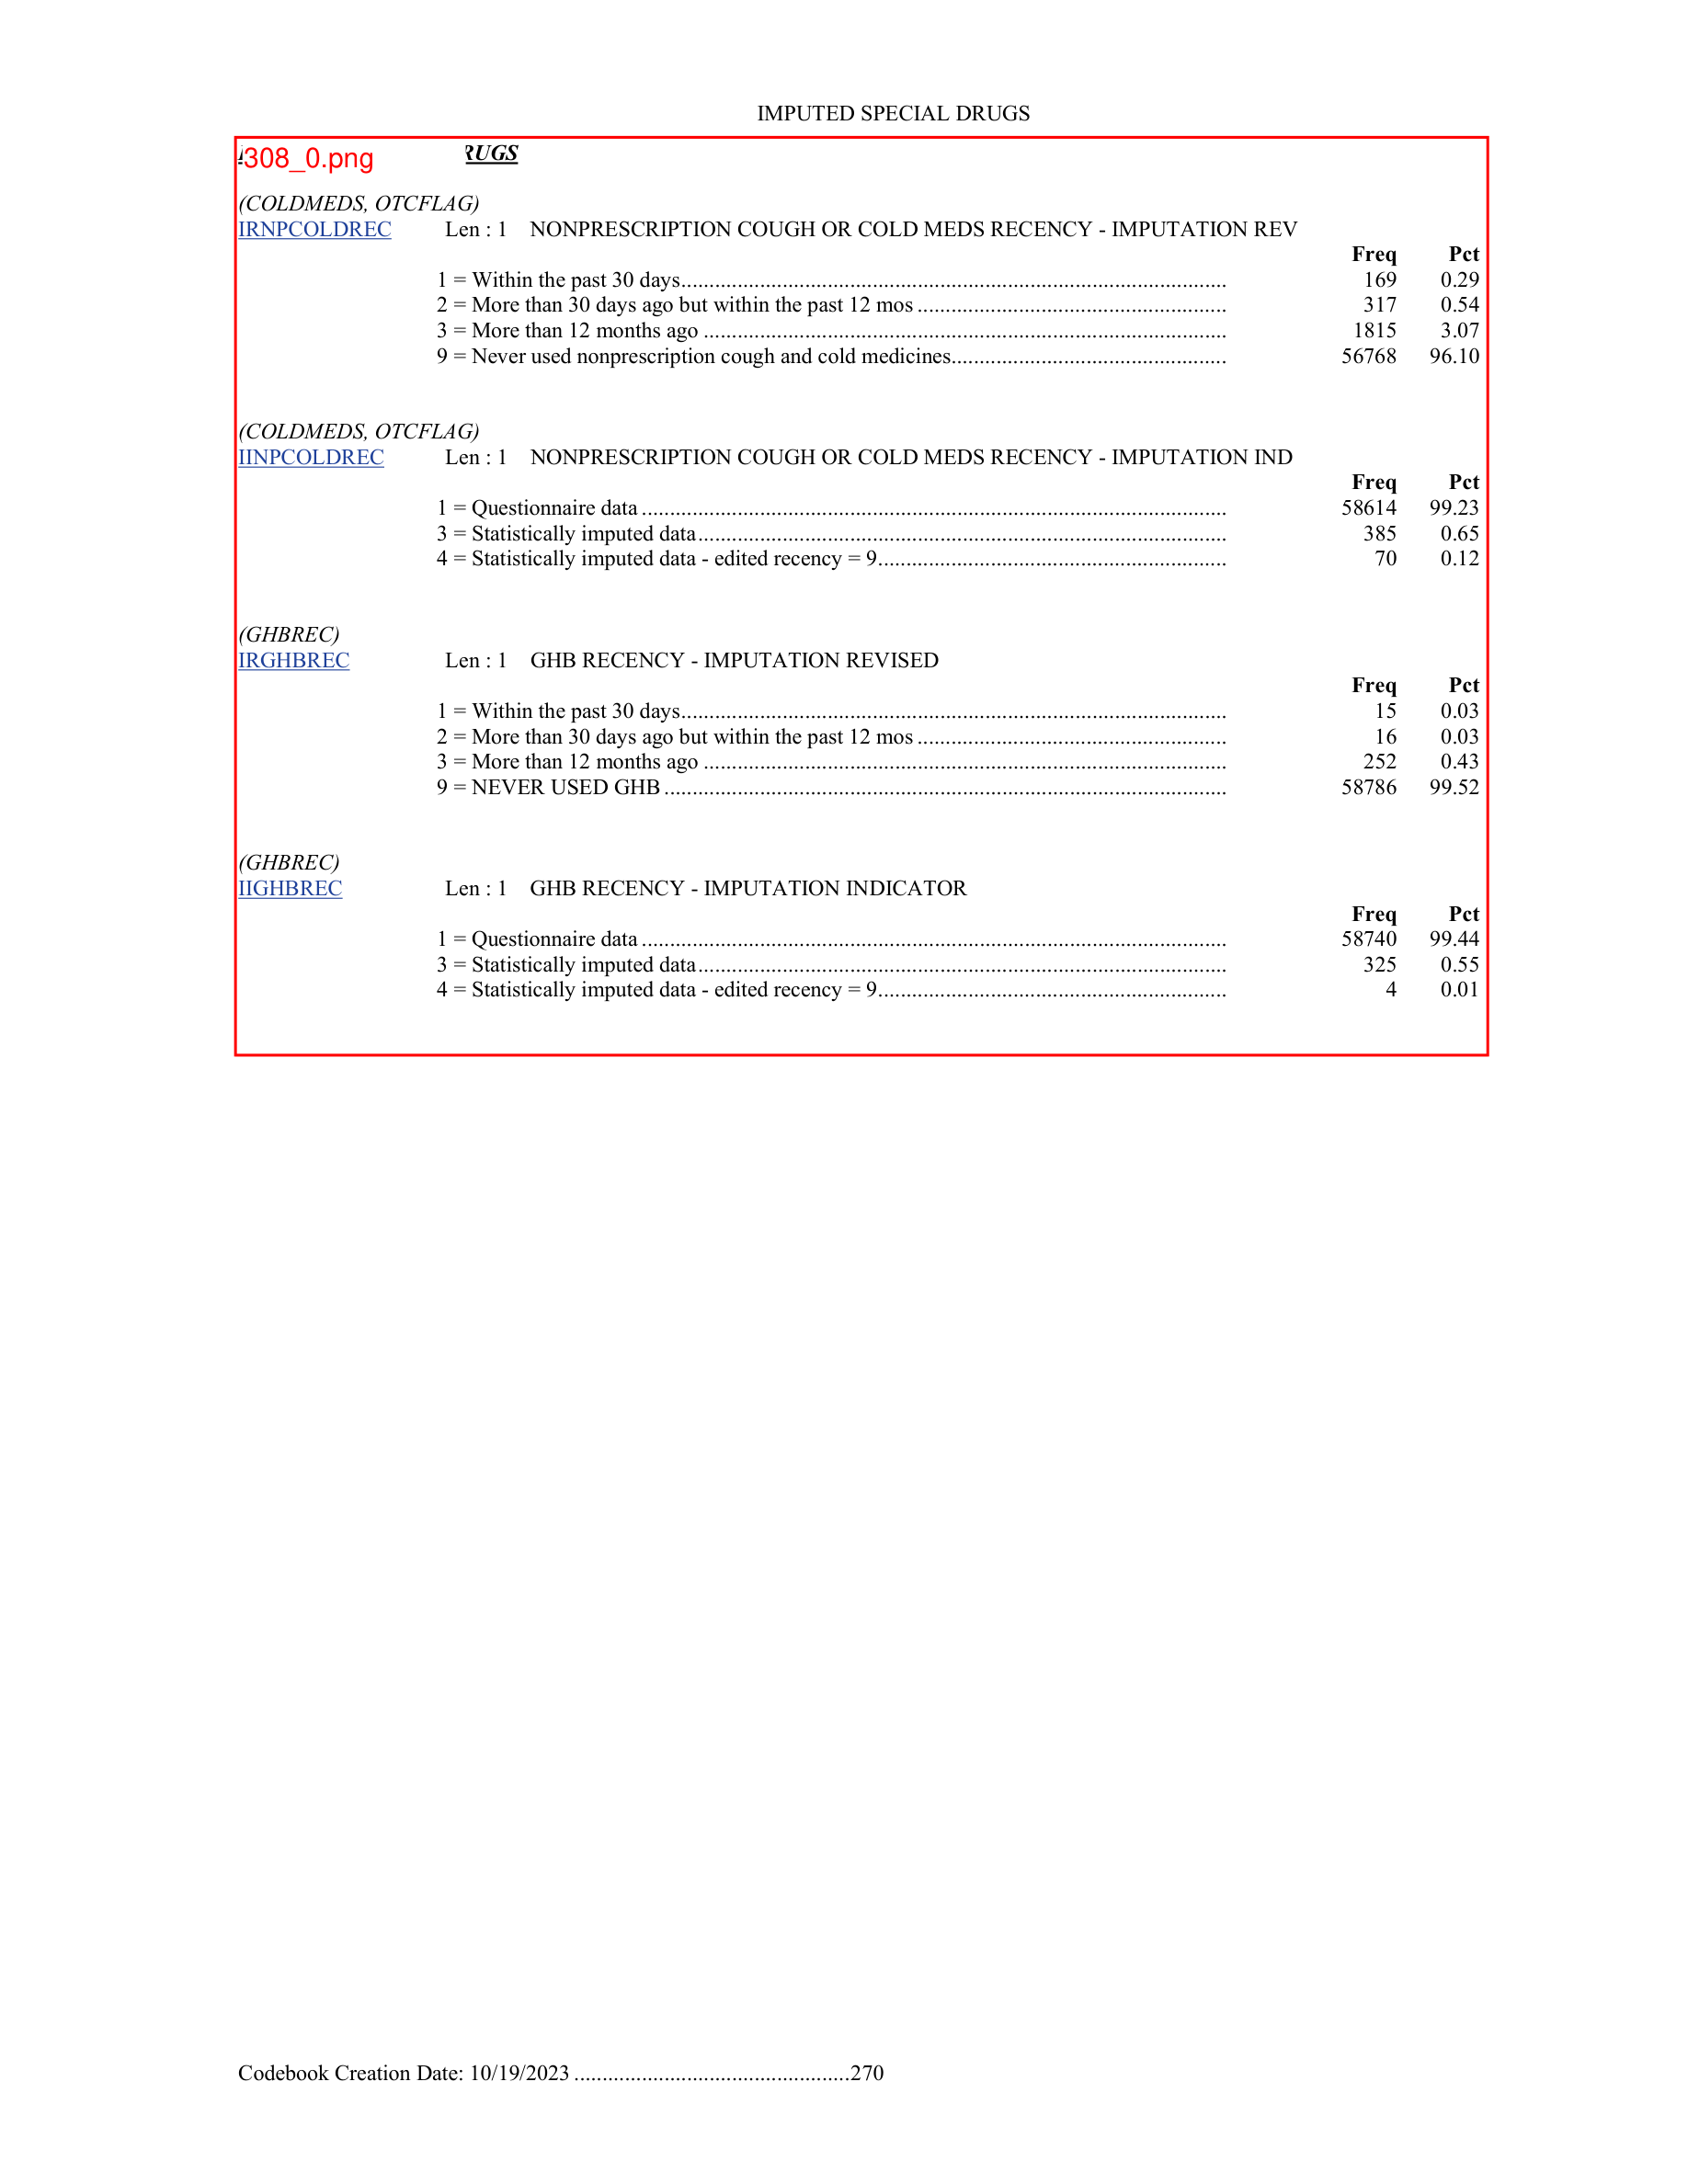 IMPUTED SPECIAL DRUGS
308_0.png RUGS
(COLDMEDS, OTCFLAG)
IRNPCOLDREC Len : 1 NONPRESCRIPTION COUGH OR COLD MEDS RECENCY - IMPUTATION REV
Freq Pct
1 = Within the past 30 days................................................................................................. 169 0.29
2 = More than 30 days ago but within the past 12 mos ....................................................... 317 0.54
3 = More than 12 months ago ............................................................................................. 1815 3.07
9 = Never used nonprescription cough and cold medicines................................................. 56768 96.10
(COLDMEDS, OTCFLAG)
IINPCOLDREC Len : 1 NONPRESCRIPTION COUGH OR COLD MEDS RECENCY - IMPUTATION IND
Freq Pct
1 = Questionnaire data ........................................................................................................ 58614 99.23
3 = Statistically imputed data.............................................................................................. 385 0.65
4 = Statistically imputed data - edited recency = 9.............................................................. 70 0.12
(GHBREC)
IRGHBREC Len : 1 GHB RECENCY - IMPUTATION REVISED
Freq Pct
1 = Within the past 30 days................................................................................................. 15 0.03
2 = More than 30 days ago but within the past 12 mos ....................................................... 16 0.03
3 = More than 12 months ago ............................................................................................. 252 0.43
9 = NEVER USED GHB .................................................................................................... 58786 99.52
(GHBREC)
IIGHBREC Len : 1 GHB RECENCY - IMPUTATION INDICATOR
Freq Pct
1 = Questionnaire data ........................................................................................................ 58740 99.44
3 = Statistically imputed data.............................................................................................. 325 0.55
4 = Statistically imputed data - edited recency = 9.............................................................. 4 0.01
Codebook Creation Date: 10/19/2023 .................................................270